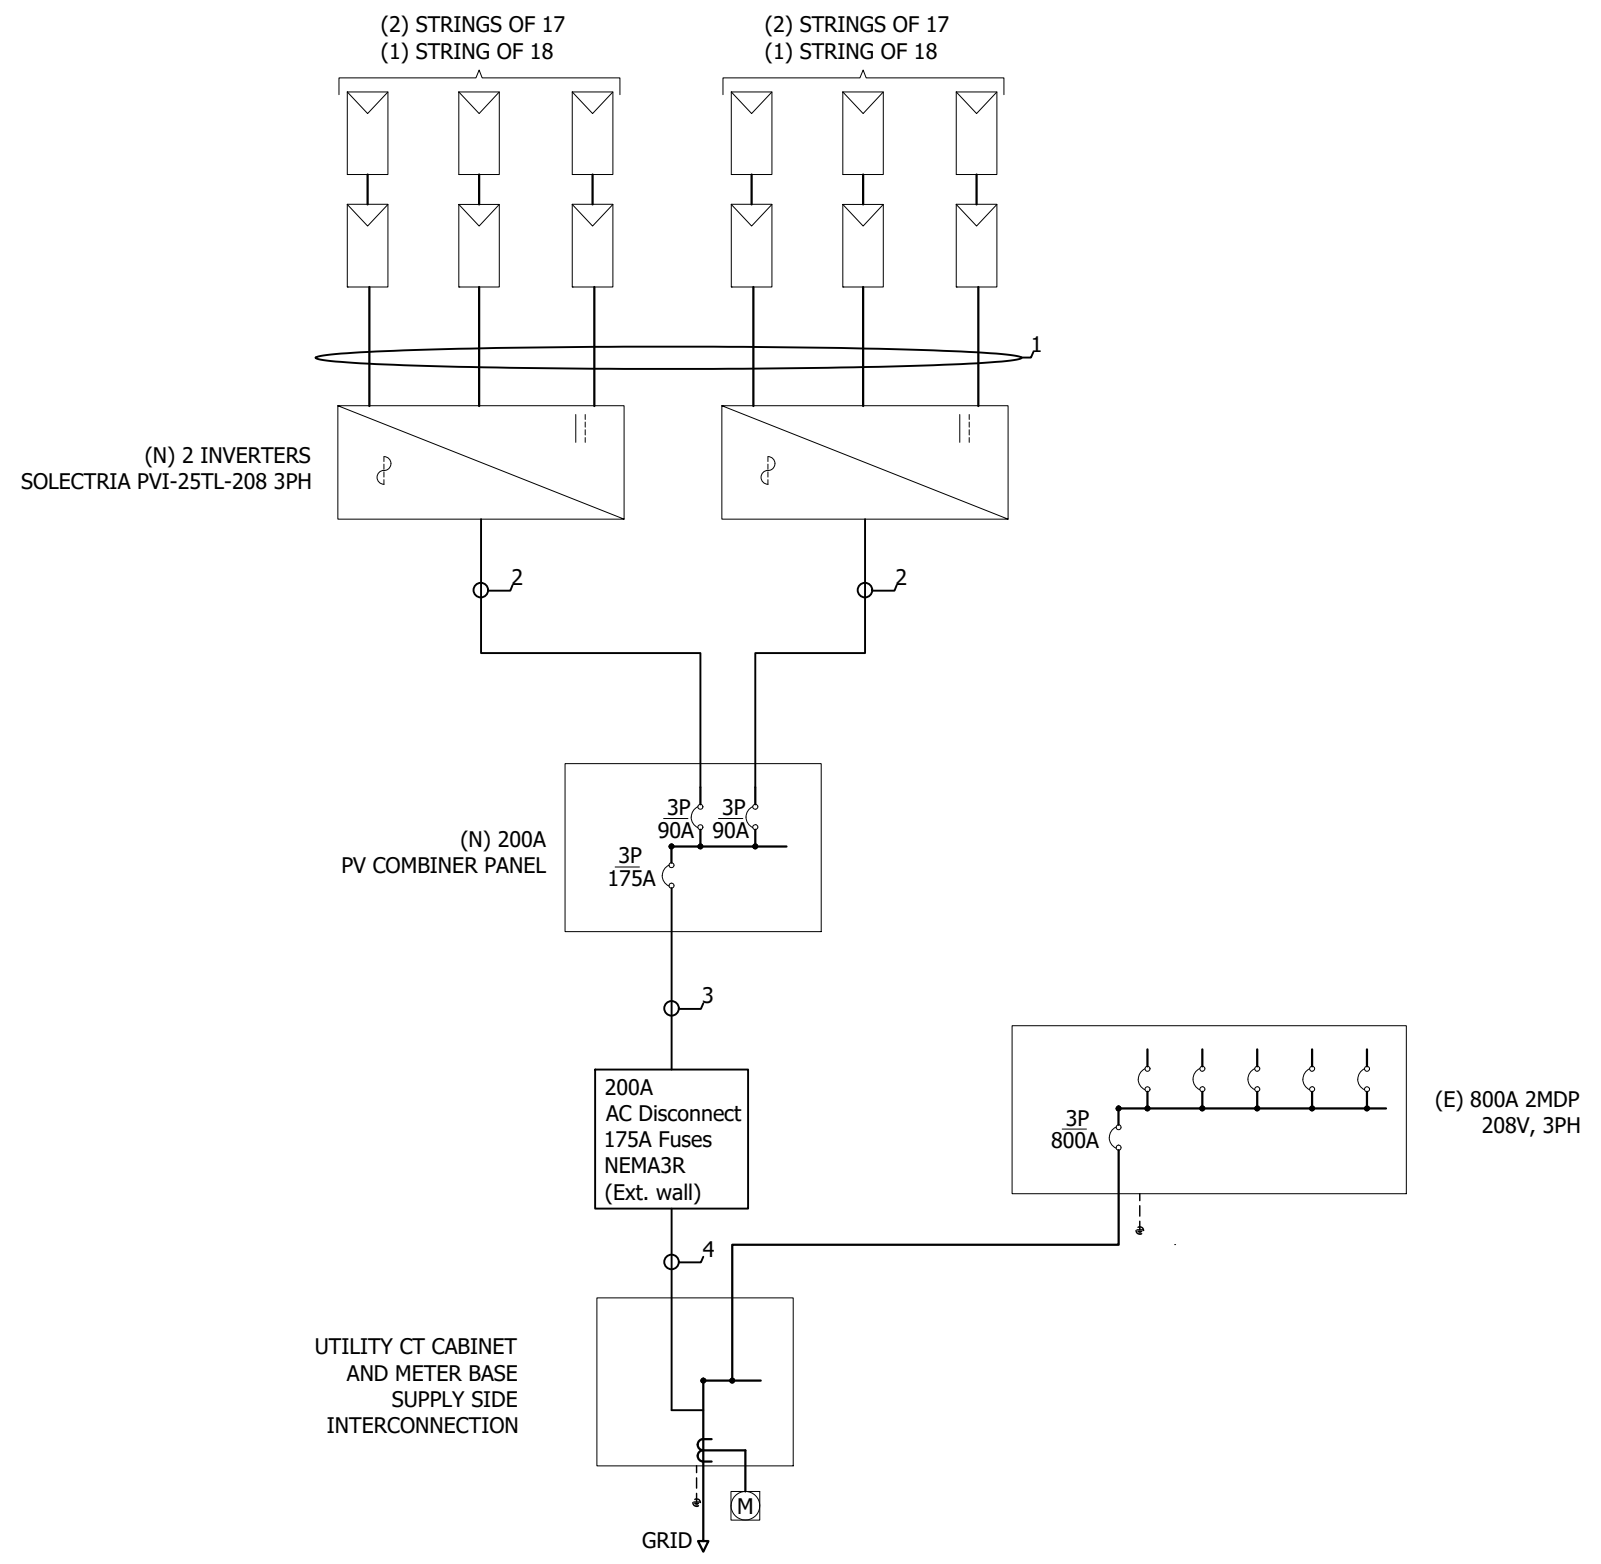 (2) STRINGS OF 17
(1) STRING OF 18
(2) STRINGS OF 17
(1) STRING OF 18
1
(N) 2 INVERTERS
SOLECTRIA PVI-25TL-208 3PH
2
2
3P
90A
3P
90A
(N) 200A
PV COMBINER PANEL
3P
175A
3
200A
AC Disconnect
175A Fuses
NEMA3R
(Ext. wall)
3P
800A
(E) 800A 2MDP
208V, 3PH
4
UTILITY CT CABINET
AND METER BASE
SUPPLY SIDE
INTERCONNECTION
M
GRID